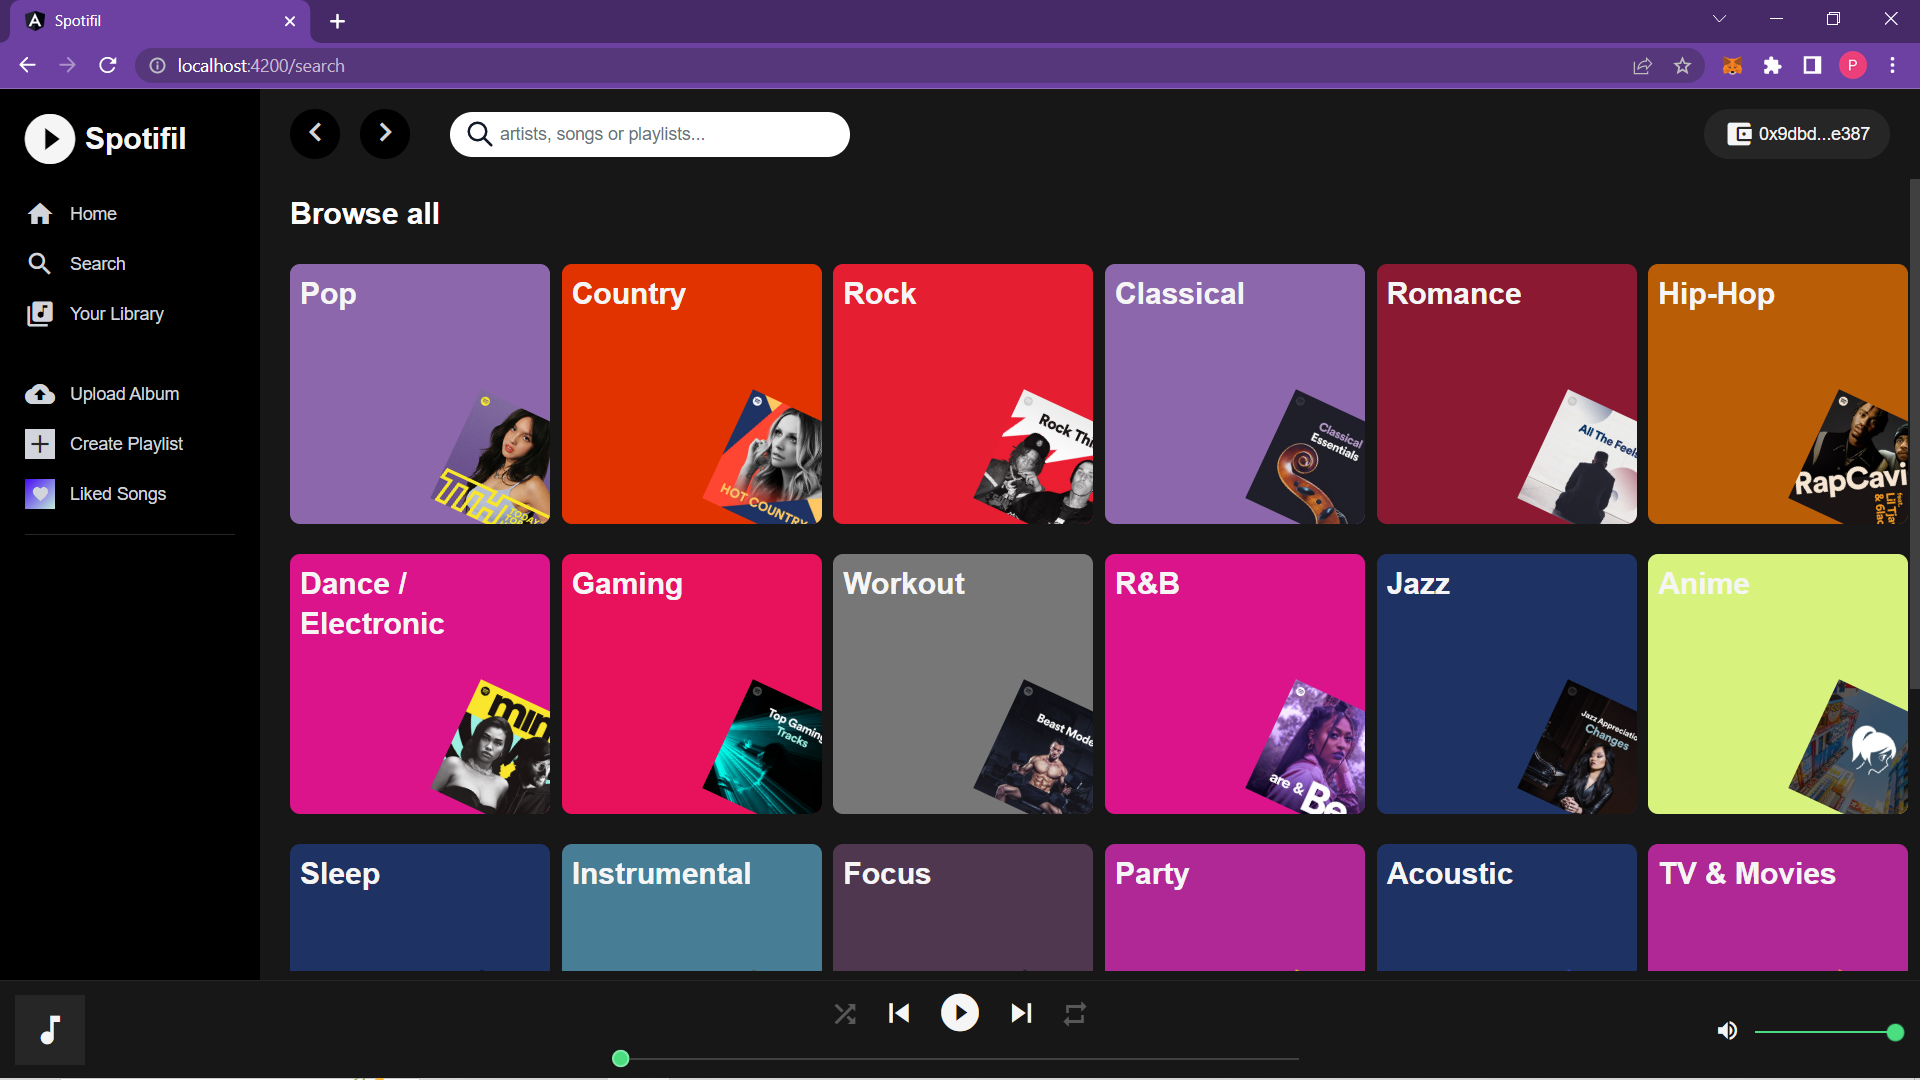 Spotifil
localhost:4200/search
P
Spotifil
artists, songs or playlists...
0x9dbd...e387
Home
Search
Your Library
Upload Album
Create Playlist
Liked Songs
Browse all
Pop
Country
Rock
Classical
Romance
Hip-Hop
HOT COUNTRY
Rock Thi
Classical
Essentials
All The Feels
RapCavi
Dance /
Electronic
Gaming
Workout
R&B
Jazz
Anime
min
Top Gaming
Tracks
Beast Mode
are & Be
Jazz Appreciatio
Changes
Sleep
Instrumental
Focus
Party
Acoustic
TV & Movies